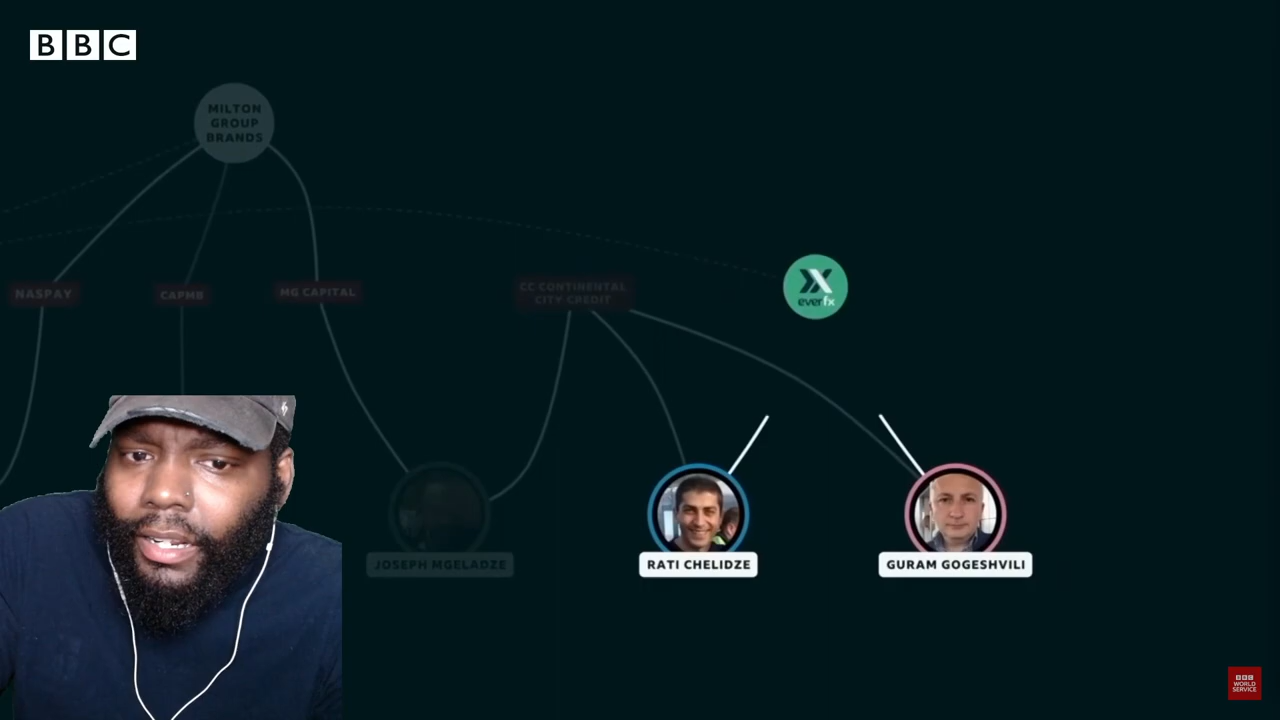 BBC
MILTON
GROUP
BRANDS
NASPAY
CAPMB
MG CAPITAL
CC CONTINENTAL
CITY CREDIT
everfx
JOSEPH MGELADZE
RATI CHELIDZE
GURAM GOGESHVILI
BBC
WORLD
SERVICE